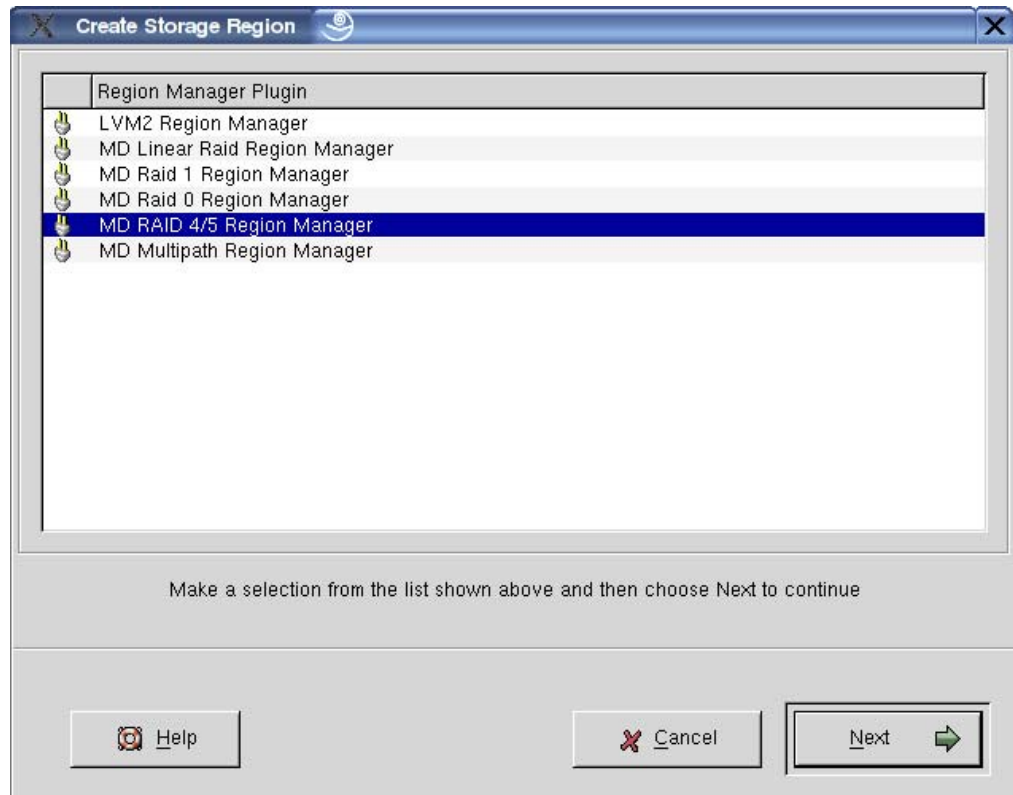 Create Storage Region
Region Manager Plugin
LVM2 Region Manager
MD Linear Raid Region Manager
MD Raid 1 Region Manager
MD Raid 0 Region Manager
MD RAID 4/5 Region Manager
MD Multipath Region Manager
Make a selection from the list shown above and then choose Next to continue
Help
Cancel
Next